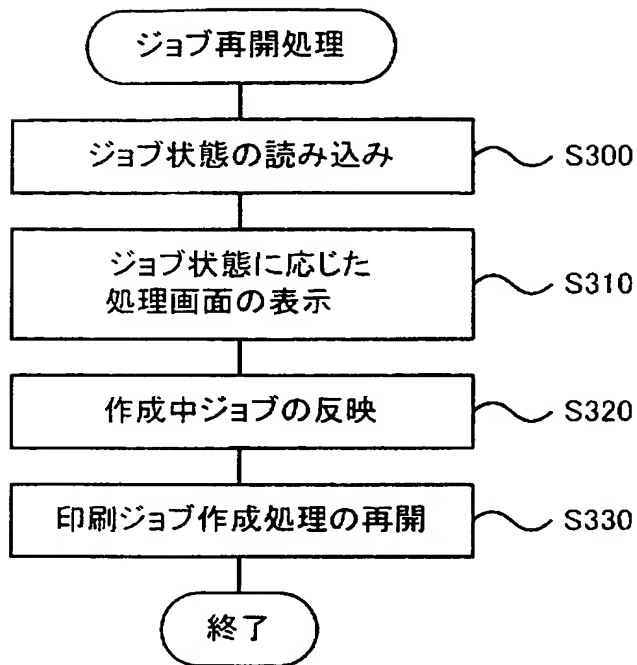 ジョブ再開処理
ジョブ状態の読み込み
S300
ジョブ状態に応じた
処理画面の表示
S310
作成中ジョブの反映
S320
印刷ジョブ作成処理の再開
S330
終了